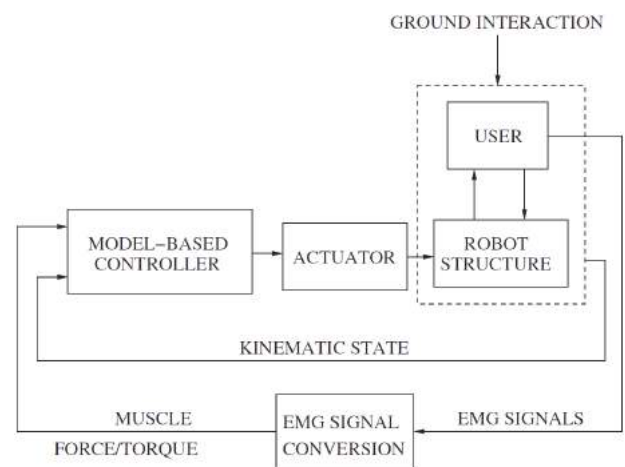 GROUND INTERACTION
USER
MODEL-BASED
CONTROLLER
ACTUATOR
ROBOT
STRUCTURE
KINEMATIC STATE
MUSCLE
FORCE/TORQUE
EMG SIGNAL
CONVERSION
EMG SIGNALS